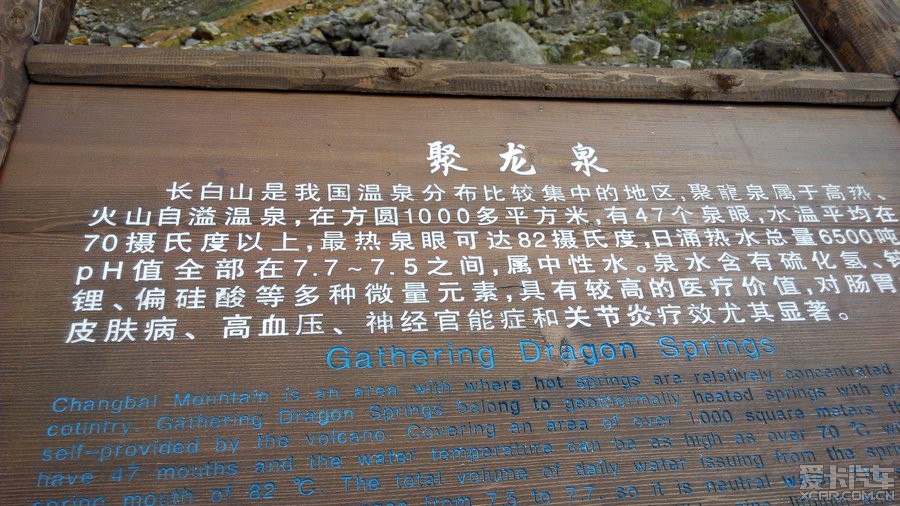 聚龙泉
长白山是我国温泉分布比较集中的地区,聚龍泉属于高热、
火山自溢温泉,在方圆1000多平方米,有47个泉眼,水温平均在
70摄氏度以上,最热泉眼可达82摄氏度,日涌热水总量6500吨
pH值全部在7.7~7.5之间,属中性水。泉水含有硫化氢、
锂、偏硅酸等多种微量元素,具有较高的医疗价值,对肠胃
皮肤病、高血压、神经官能症和关节炎疗效尤其显著。
Gathering Dragon Springs
Changbai Mountain is an area with where hot springs are relatively concentrated
country. Gathering Dragon Springs belong to geothermally heated springs with
self-provided by the volcano. Covering an area of over 1000 square meters,
have 47 mouths and the water temperature can be as high as over 70 ℃
spring mouth of 82 ℃. The total volume of daily water issuing from the
from 7.5 to 7.7, so it is neutral
爱卡汽车
XCAR.COM.CN